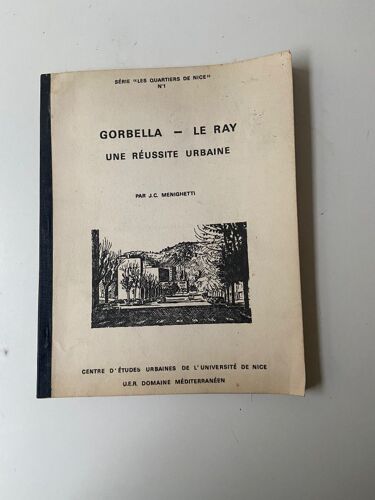 SÉRIE "LES QUARTIERS DE NICE"
N°1
GORBELLA – LE RAY
UNE RÉUSSITE URBAINE
PAR J.C. MENIGHETTI
CENTRE D'ÉTUDES URBAINES DE L'UNIVERSITÉ DE NICE
U.E.R. DOMAINE MÉDITERRANÉEN